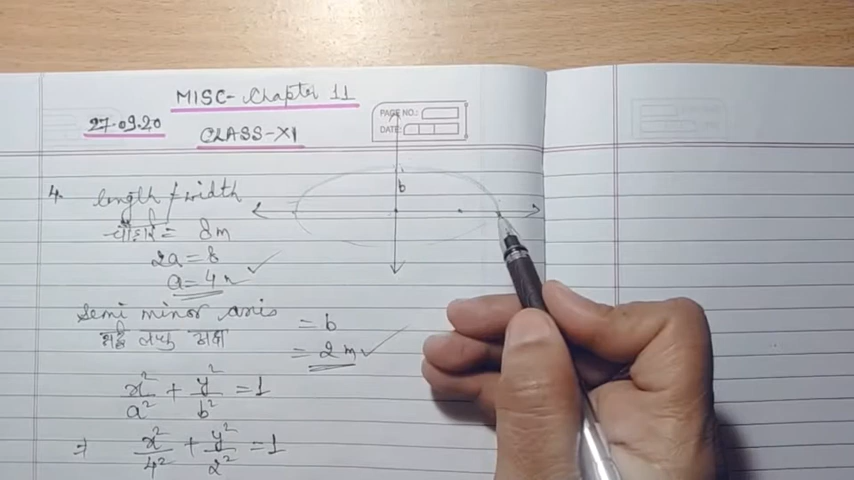 MISC- Chapter 11
27-09.20
CLASS-XI
PAGE NO.:
DATE:
4. length / width
चौड़ाई = 8m
2a = 8
a = 4m
b
Semi minor axis = b
अर्द्ध लघु अक्ष = 2m
x²/a² + y²/b² = 1
⇒ x²/4² + y²/2² = 1